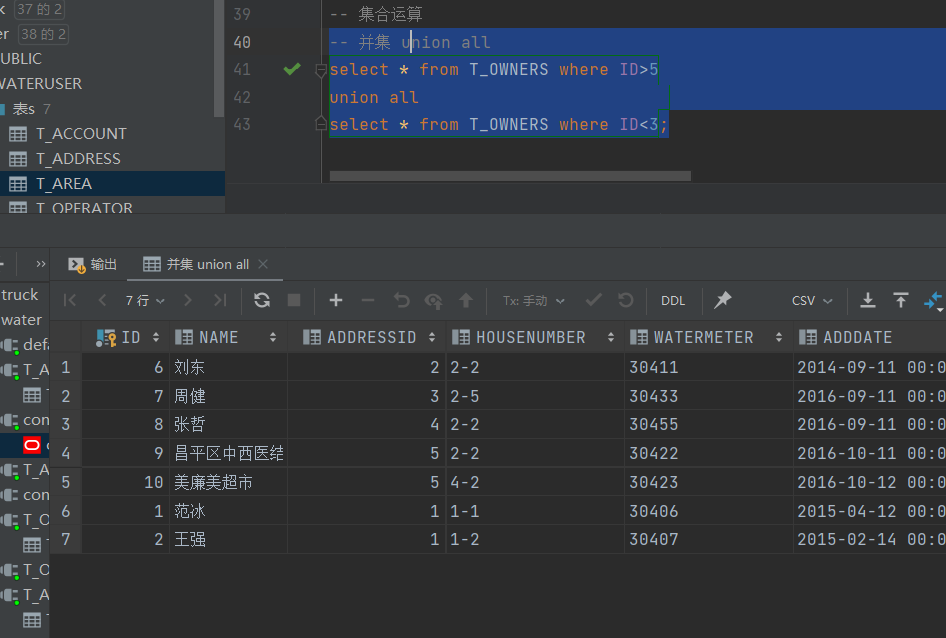 k 37 的 2
er 38 的 2
UBLIC
WATERUSER
表s 7
T_ACCOUNT
T_ADDRESS
T_AREA
T_OPERATOR
39 -- 集合运算
40 -- 并集 union all
41 select * from T_OWNERS where ID>5
42 union all
43 select * from T_OWNERS where ID<3;
输出 并集 union all
7 行 Tx: 手动 DDL CSV
truck
water
defa
T_A
con
T_A
con
T_O
T_O
T_A
ID NAME ADDRESSID HOUSENUMBER WATERMETER ADDDATE
1 6 刘东 2 2-2 30411 2014-09-11 00:0
2 7 周健 3 2-5 30433 2016-09-11 00:0
3 8 张哲 4 2-2 30455 2016-09-11 00:0
4 9 昌平区中西医结 5 2-2 30422 2016-10-11 00:0
5 10 美廉美超市 5 4-2 30423 2016-10-12 00:0
6 1 范冰 1 1-1 30406 2015-04-12 00:0
7 2 王强 1 1-2 30407 2015-02-14 00:0